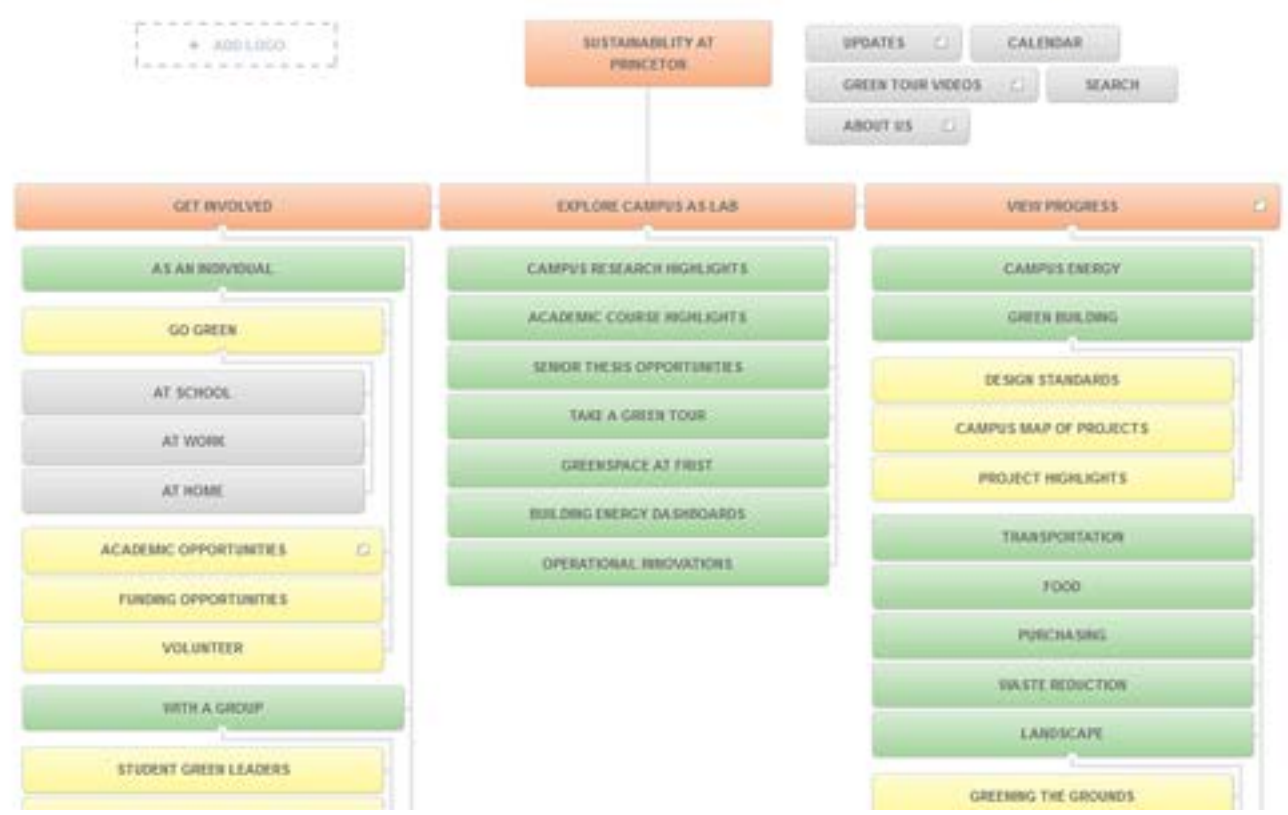 + ADD LOGO
SUSTAINABILITY AT
PRINCETON
UPDATES
CALENDAR
GREEN TOUR VIDEOS
SEARCH
ABOUT US
GET INVOLVED
AS AN INDIVIDUAL
GO GREEN
AT SCHOOL
AT WORK
AT HOME
ACADEMIC OPPORTUNITIES
FUNDING OPPORTUNITIES
VOLUNTEER
WITH A GROUP
STUDENT GREEN LEADERS
EXPLORE CAMPUS AS LAB
CAMPUS RESEARCH HIGHLIGHTS
ACADEMIC COURSE HIGHLIGHTS
SENIOR THESIS OPPORTUNITIES
TAKE A GREEN TOUR
GREENSPACE AT FRIST
BUILDING ENERGY DASHBOARDS
OPERATIONAL INNOVATIONS
VIEW PROGRESS
CAMPUS ENERGY
GREEN BUILDING
DESIGN STANDARDS
CAMPUS MAP OF PROJECTS
PROJECT HIGHLIGHTS
TRANSPORTATION
FOOD
PURCHASING
WASTE REDUCTION
LANDSCAPE
GREENING THE GROUNDS